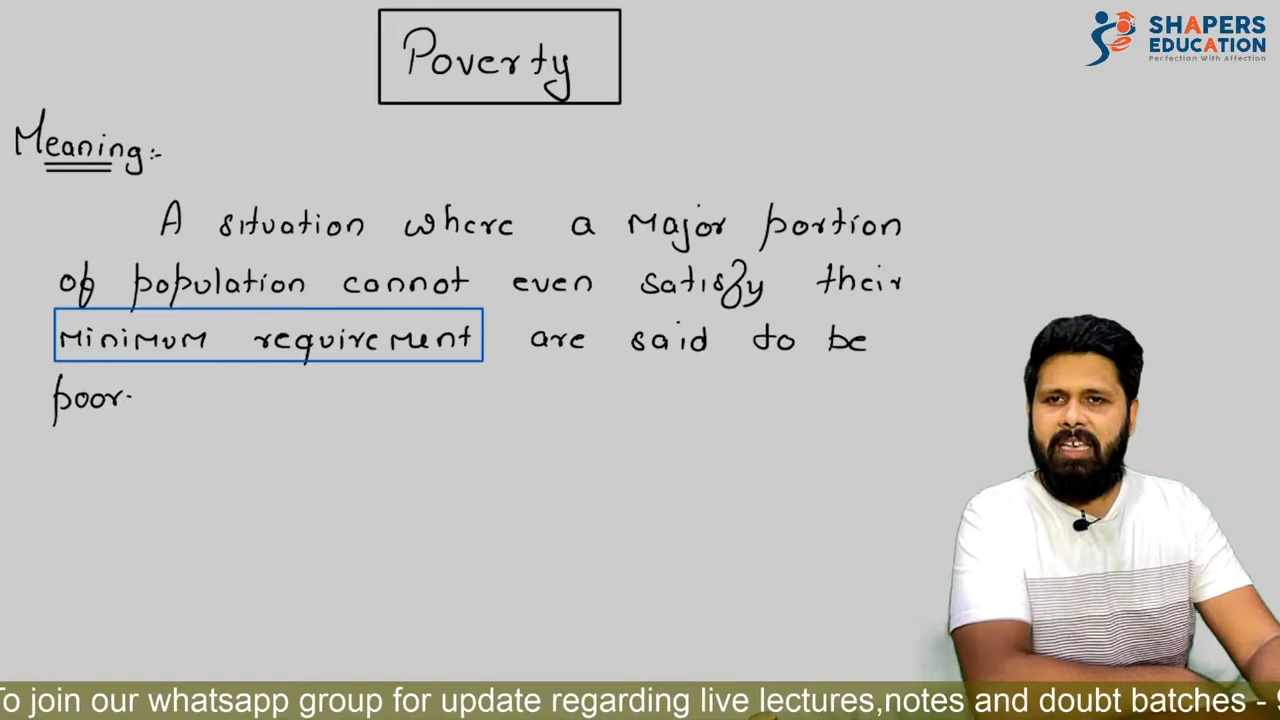 Poverty
SHAPERS
EDUCATION
Perfection With Affection
Meaning:-
A situation where a Major portion
of population cannot even satisfy their
Minimum requirement are said to be
poor.
To join our whatsapp group for update regarding live lectures,notes and doubt batches -